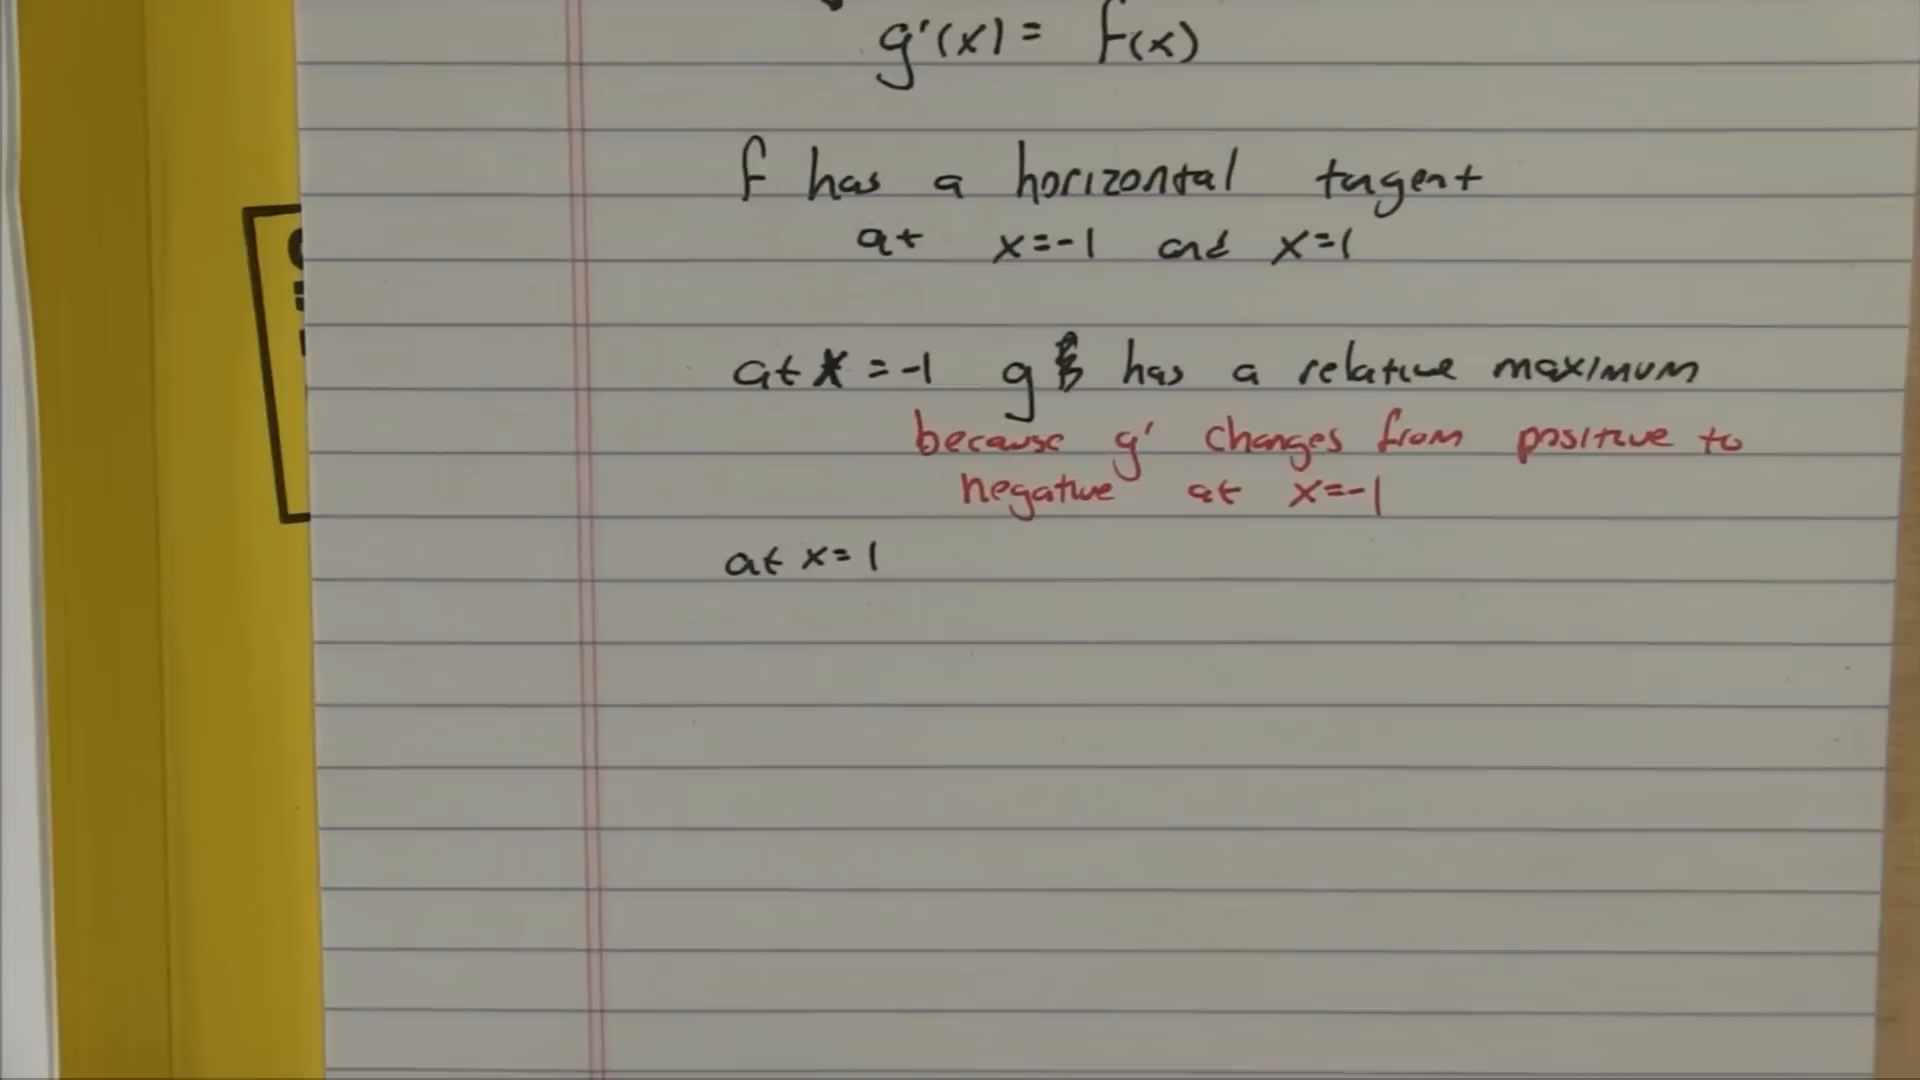 g'(x) = f(x)
f has a horizontal tngent
at x=-1 and x=1
at x = -1 g has a relative maximum
because g' changes from positive to
negative at x=-1
at x=1